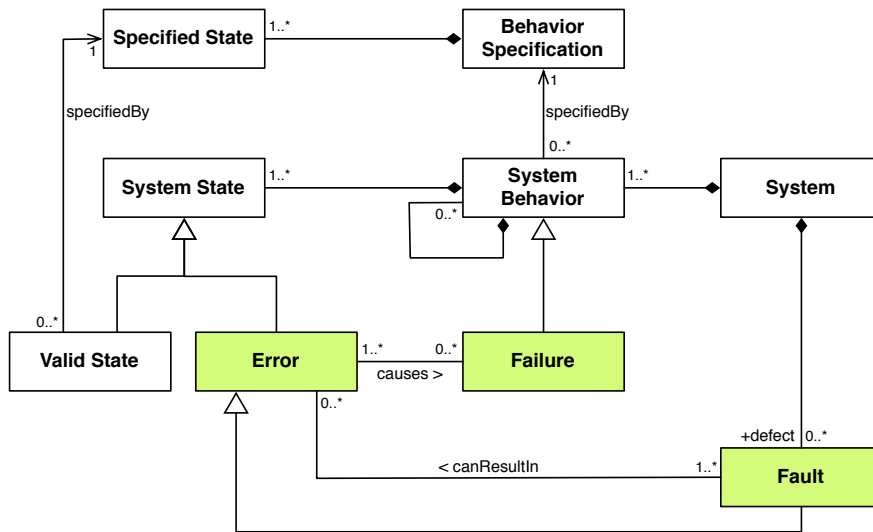 Specified State
1..*
Behavior
Specification
1
1
specifiedBy
specifiedBy
0..*
System State
1..*
System
Behavior
1..*
System
0..*
0..*
Valid State
Error
1..*
0..*
Failure
causes >
0..*
+defect
0..*
< canResultIn
1..*
Fault